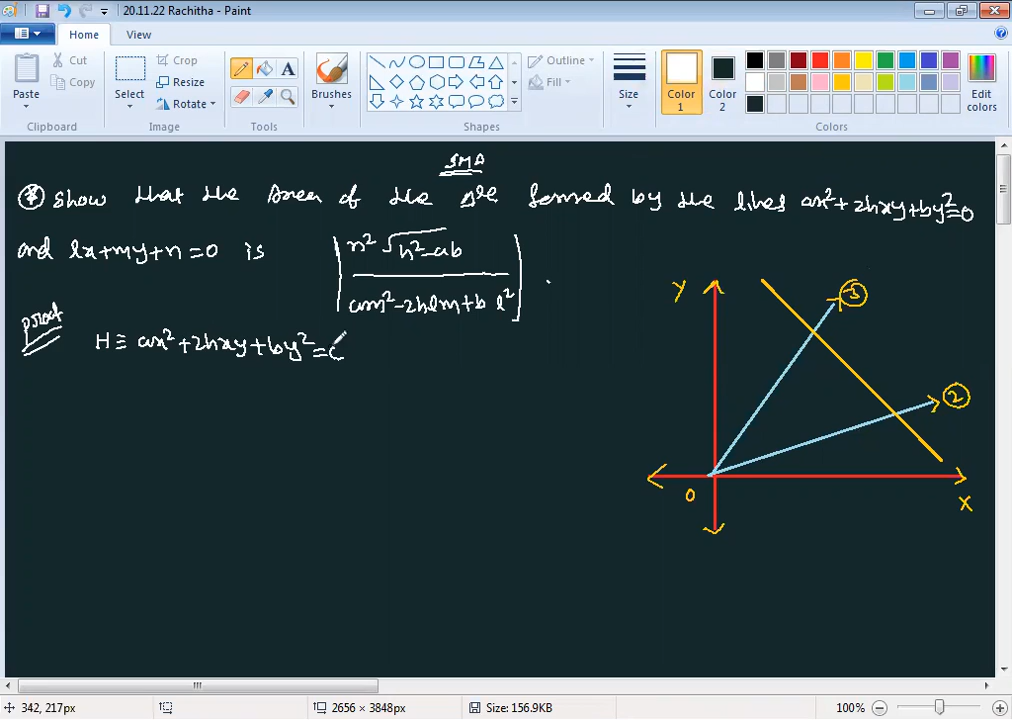 20.11.22 Rachitha - Paint
Home View
Paste
Cut
Copy
Clipboard
Select
Crop
Resize
Rotate
Image
A
Tools
Brushes
Shapes
Outline
Fill
Size
Color 1
Color 2
Edit colors
Colors
SMA
* Show that the Area of the Δle formed by the lines ax²+2hxy+by²=0
and lx+my+n=0 is | n²√h²-ab / am²-2hlm+bl² | .
proof
H ≡ ax²+2hxy+by²=
Y
3
2
0
X
342, 217px
2656 × 3848px
Size: 156.9KB
100%